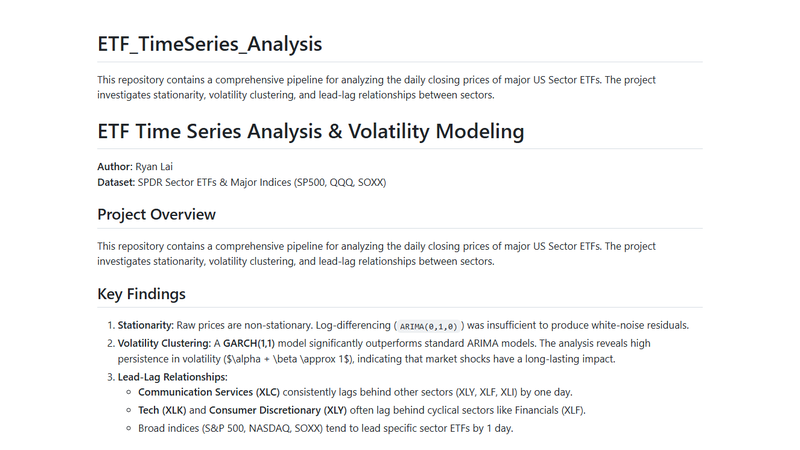 ETF_TimeSeries_Analysis
This repository contains a comprehensive pipeline for analyzing the daily closing prices of major US Sector ETFs. The project
investigates stationarity, volatility clustering, and lead-lag relationships between sectors.
ETF Time Series Analysis & Volatility Modeling
Author: Ryan Lai
Dataset: SPDR Sector ETFs & Major Indices (SP500, QQQ, SOXX)
Project Overview
This repository contains a comprehensive pipeline for analyzing the daily closing prices of major US Sector ETFs. The project
investigates stationarity, volatility clustering, and lead-lag relationships between sectors.
Key Findings
1. Stationarity: Raw prices are non-stationary. Log-differencing ( ARIMA(0,1,0) ) was insufficient to produce white-noise residuals.
2. Volatility Clustering: A GARCH(1,1) model significantly outperforms standard ARIMA models. The analysis reveals high
persistence in volatility ($\alpha + \beta \approx 1$), indicating that market shocks have a long-lasting impact.
3. Lead-Lag Relationships:
○ Communication Services (XLC) consistently lags behind other sectors (XLY, XLF, XLI) by one day.
○ Tech (XLK) and Consumer Discretionary (XLY) often lag behind cyclical sectors like Financials (XLF).
○ Broad indices (S&P 500, NASDAQ, SOXX) tend to lead specific sector ETFs by 1 day.